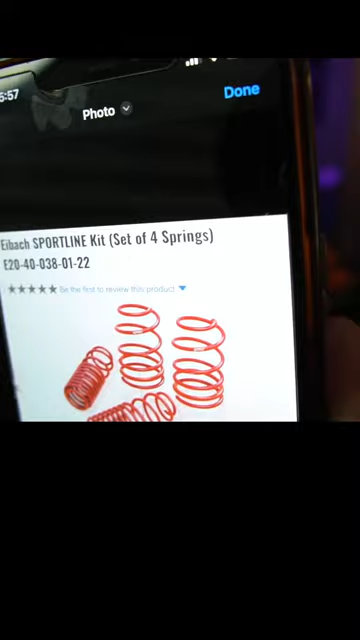 5:57
Done
Photo
Eibach SPORTLINE Kit (Set of 4 Springs)
E20-40-038-01-22
Be the first to review this product